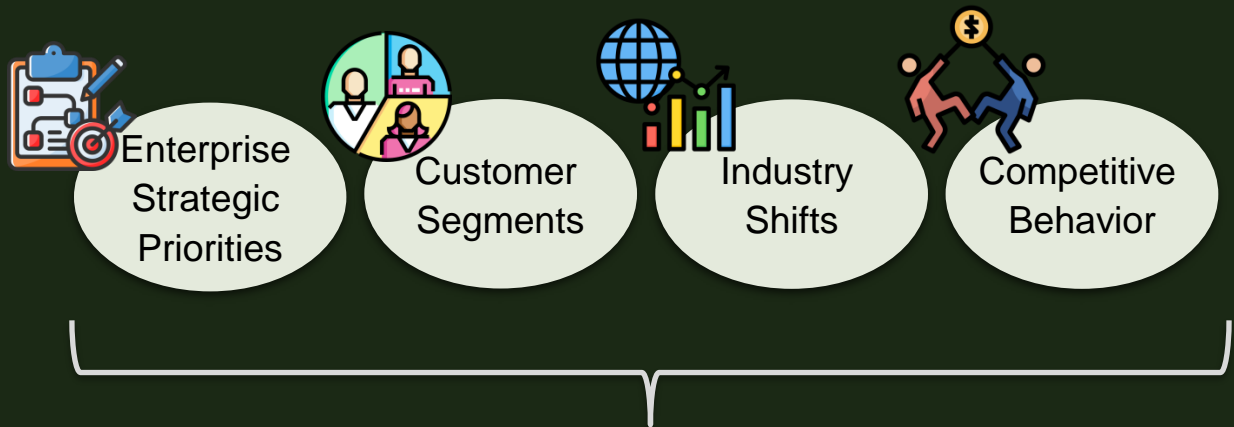 Enterprise
Strategic
Priorities
Customer
Segments
Industry
Shifts
$
Competitive
Behavior